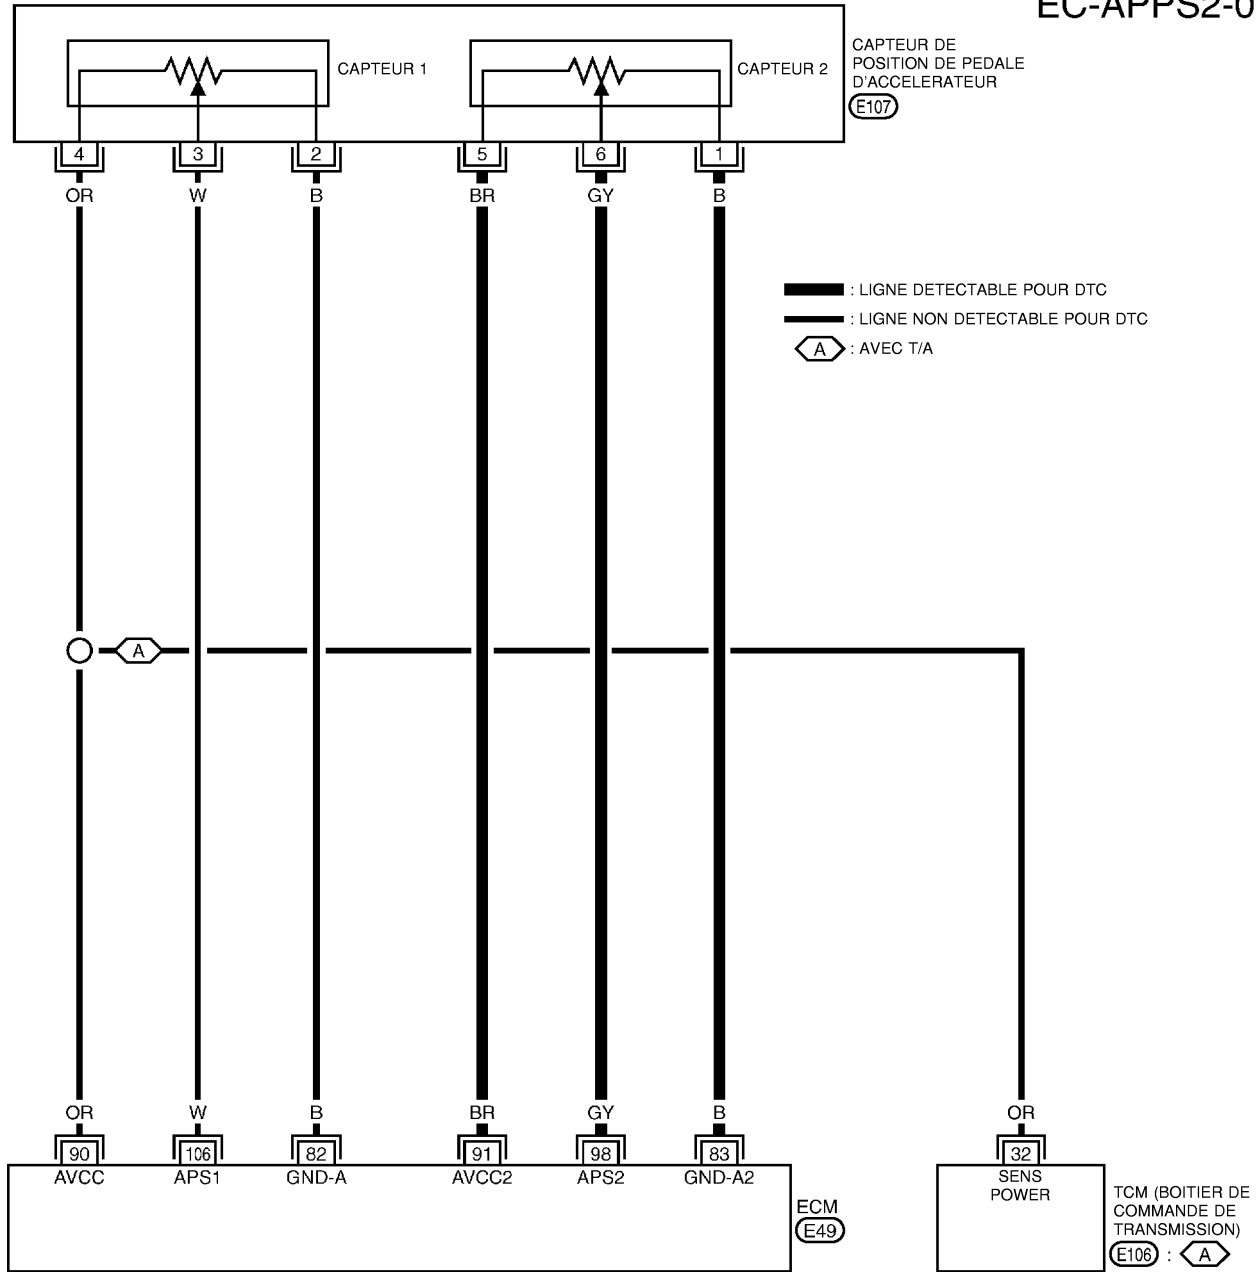 EC-APPS2-0
CAPTEUR 1
CAPTEUR 2
CAPTEUR DE
POSITION DE PEDALE
D'ACCELERATEUR
E107
4 3 2 5 6 1
OR W B BR GY B
: LIGNE DETECTABLE POUR DTC
: LIGNE NON DETECTABLE POUR DTC
A : AVEC T/A
A
OR W B BR GY B OR
90 106 82 91 98 83 32
AVCC APS1 GND-A AVCC2 APS2 GND-A2
SENS
POWER
ECM
E49
TCM (BOITIER DE
COMMANDE DE
TRANSMISSION)
E106 : A